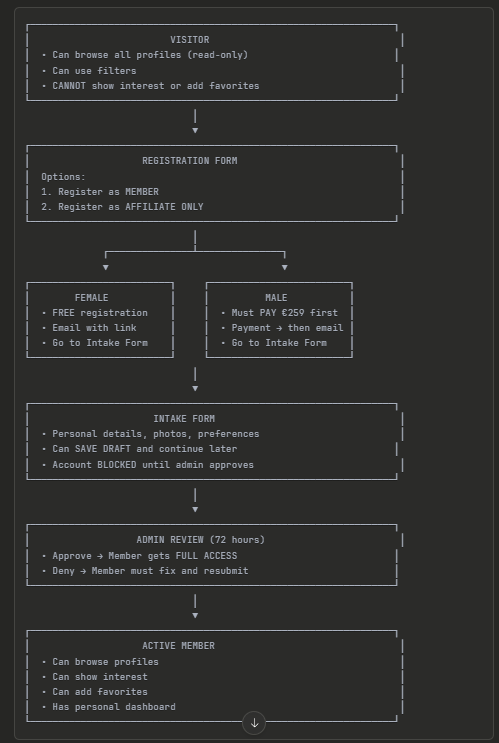 VISITOR
• Can browse all profiles (read-only)
• Can use filters
• CANNOT show interest or add favorites
REGISTRATION FORM
Options:
1. Register as MEMBER
2. Register as AFFILIATE ONLY
FEMALE
• FREE registration
• Email with link
• Go to Intake Form
MALE
• Must PAY €259 first
• Payment → then email
• Go to Intake Form
INTAKE FORM
• Personal details, photos, preferences
• Can SAVE DRAFT and continue later
• Account BLOCKED until admin approves
ADMIN REVIEW (72 hours)
• Approve → Member gets FULL ACCESS
• Deny → Member must fix and resubmit
ACTIVE MEMBER
• Can browse profiles
• Can show interest
• Can add favorites
• Has personal dashboard